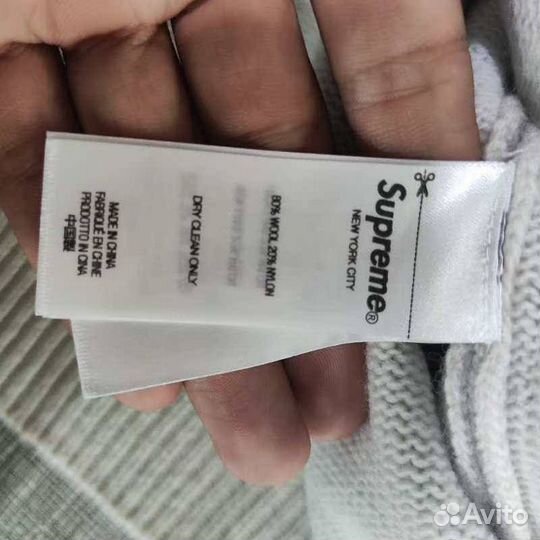 Supreme®
NEW YORK CITY
80% WOOL 20% NYLON
DRY CLEAN ONLY
MADE IN CHINA
FABRIQUÉ EN CHINE
PRODOTTO IN CINA
中国製
Avito